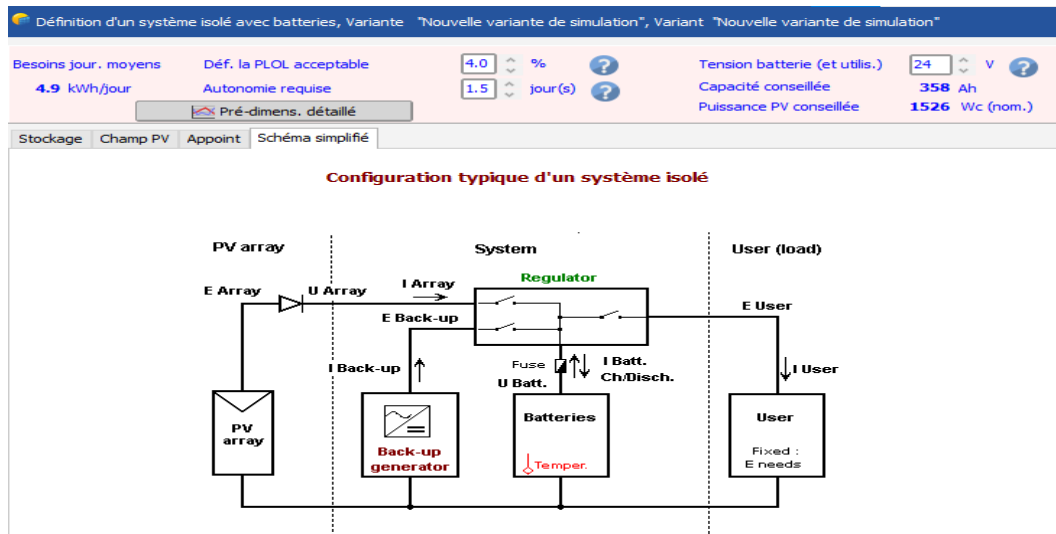 Définition d'un système isolé avec batteries, Variante "Nouvelle variante de simulation", Variant "Nouvelle variante de simulation"
Besoins jour. moyens Déf. la PLOL acceptable 4.0 % ? Tension batterie (et utilis.) 24 V ?
4.9 kWh/jour Autonomie requise 1.5 jour(s) ? Capacité conseillée 358 Ah
Pré-dimens. détaillé Puissance PV conseillée 1526 Wc (nom.)
Stockage Champ PV Appoint Schéma simplifié
Configuration typique d'un système isolé
PV array System User (load)
Regulator
E Array U Array I Array
E Back-up E User
I Back-up Fuse I Batt. I User
U Batt. Ch/Disch.
PV
array
Back-up
generator
Batteries
Temper.
User
Fixed :
E needs